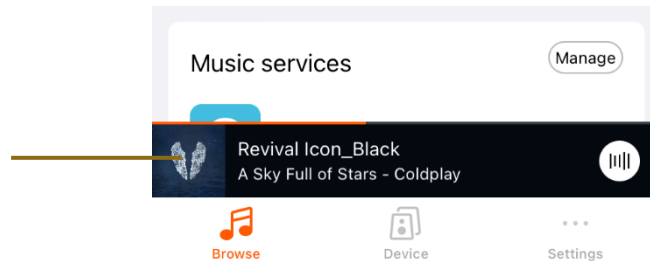 Music services
Manage
Revival Icon_Black
A Sky Full of Stars - Coldplay
Browse
Device
Settings